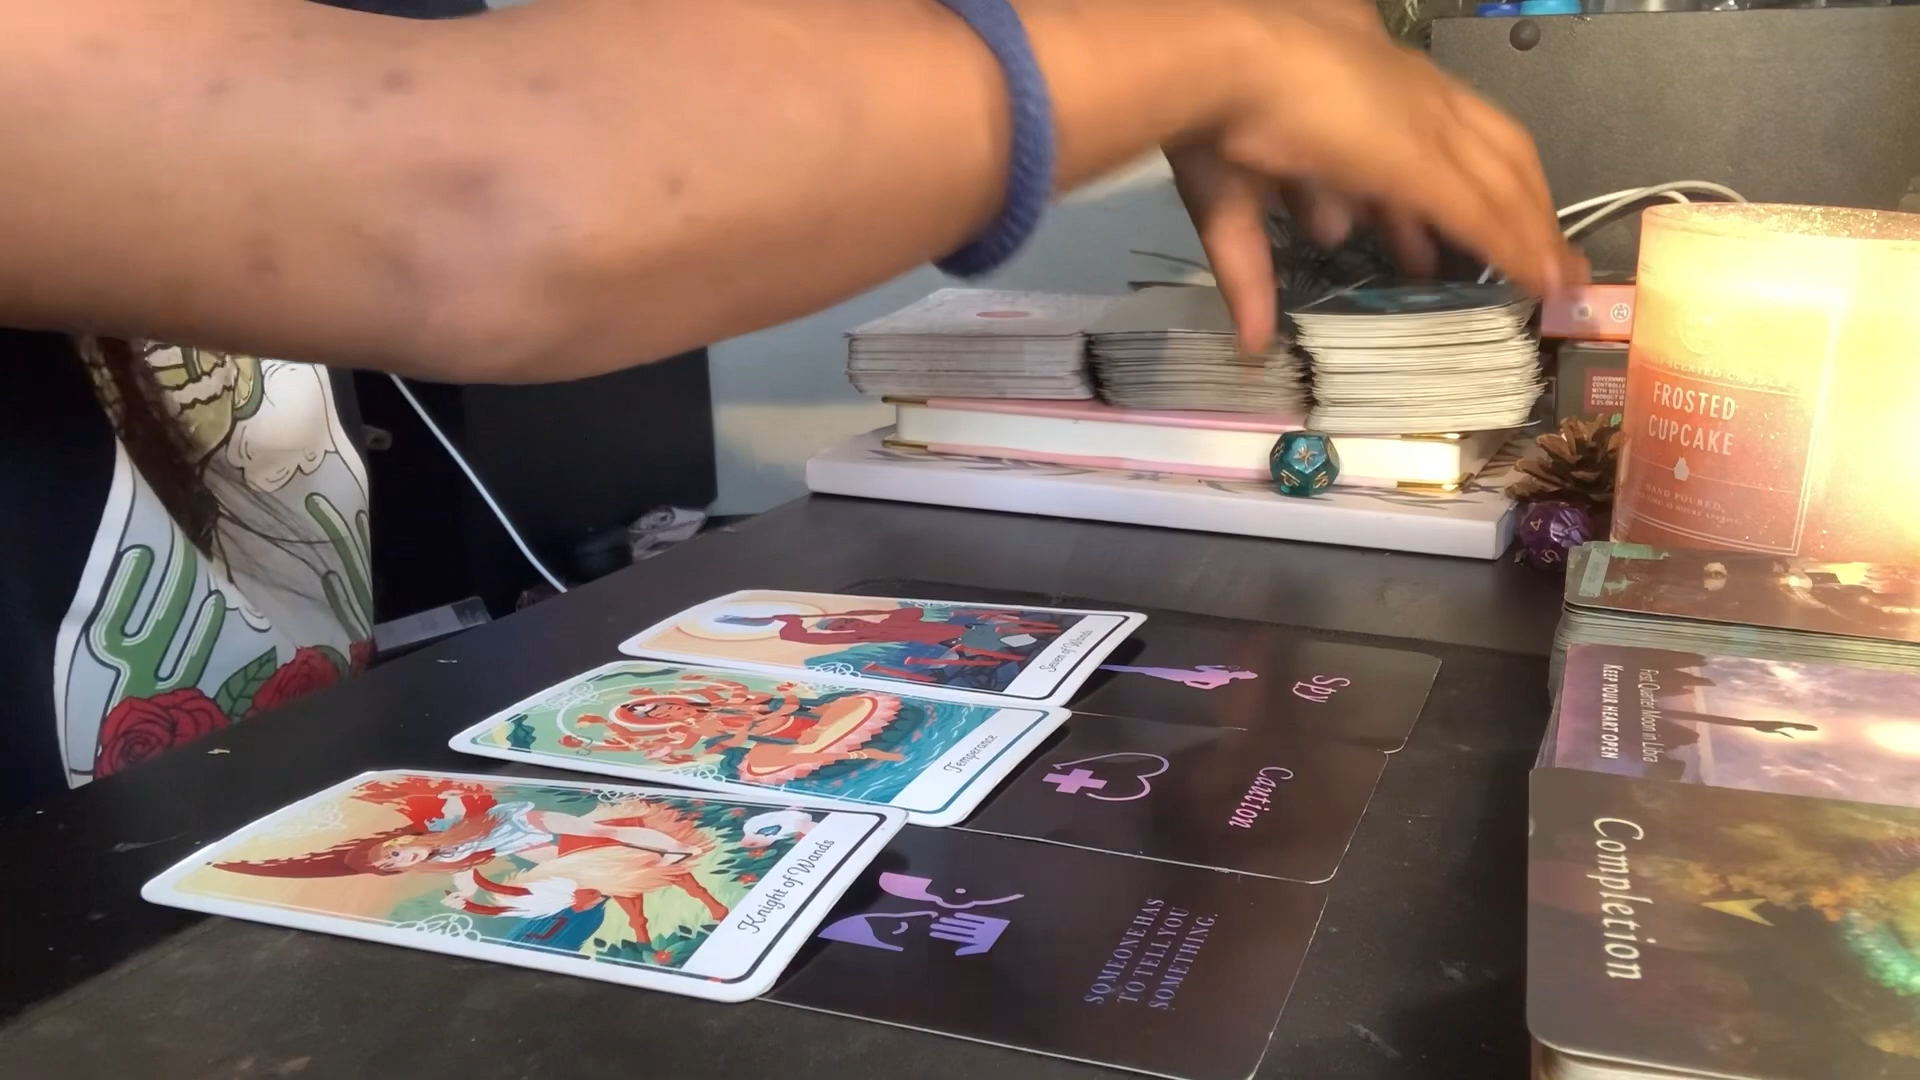 Seven of Wands
Spy
Temperance
Caution
Knight of Wands
SOMEONE HAS
TO TELL YOU
SOMETHING.
FROSTED
CUPCAKE
HAND POURED
First Quarter Moon in Libra
KEEP YOUR HEART OPEN
Completion